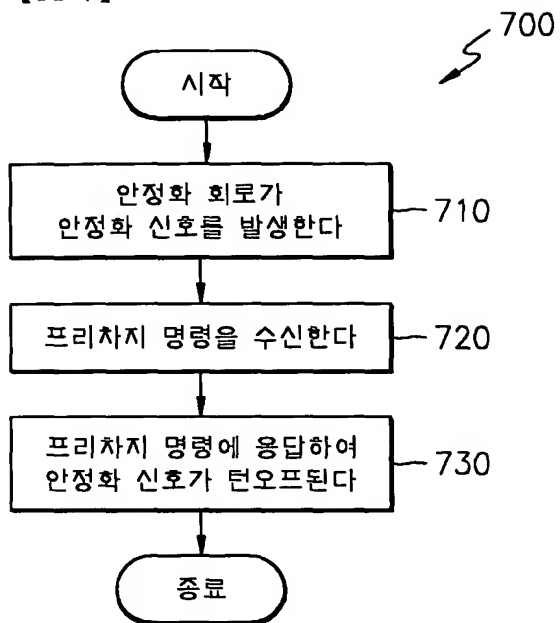 700
시작
안정화 회로가
안정화 신호를 발생한다
710
프리차지 명령을 수신한다
720
프리차지 명령에 응답하여
안정화 신호가 턴오프된다
730
종료